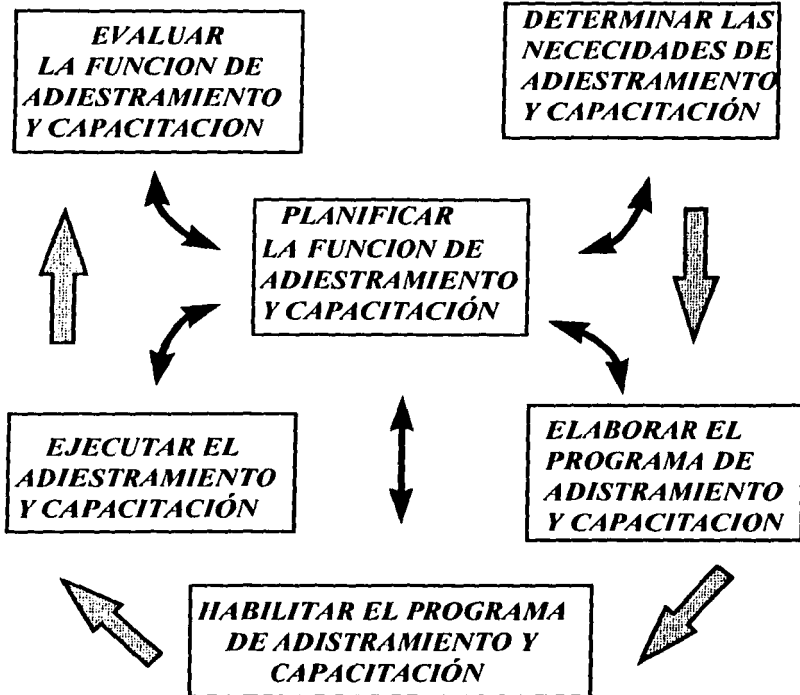 EVALUAR
LA FUNCION DE
ADIESTRAMIENTO
Y CAPACITACION
DETERMINAR LAS
NECECIDADES DE
ADIESTRAMIENTO
Y CAPACITACIÓN
PLANIFICAR
LA FUNCION DE
ADIESTRAMIENTO
Y CAPACITACIÓN
EJECUTAR EL
ADIESTRAMIENTO
Y CAPACITACIÓN
ELABORAR EL
PROGRAMA DE
ADISTRAMIENTO
Y CAPACITACION
HABILITAR EL PROGRAMA
DE ADISTRAMIENTO Y
CAPACITACIÓN